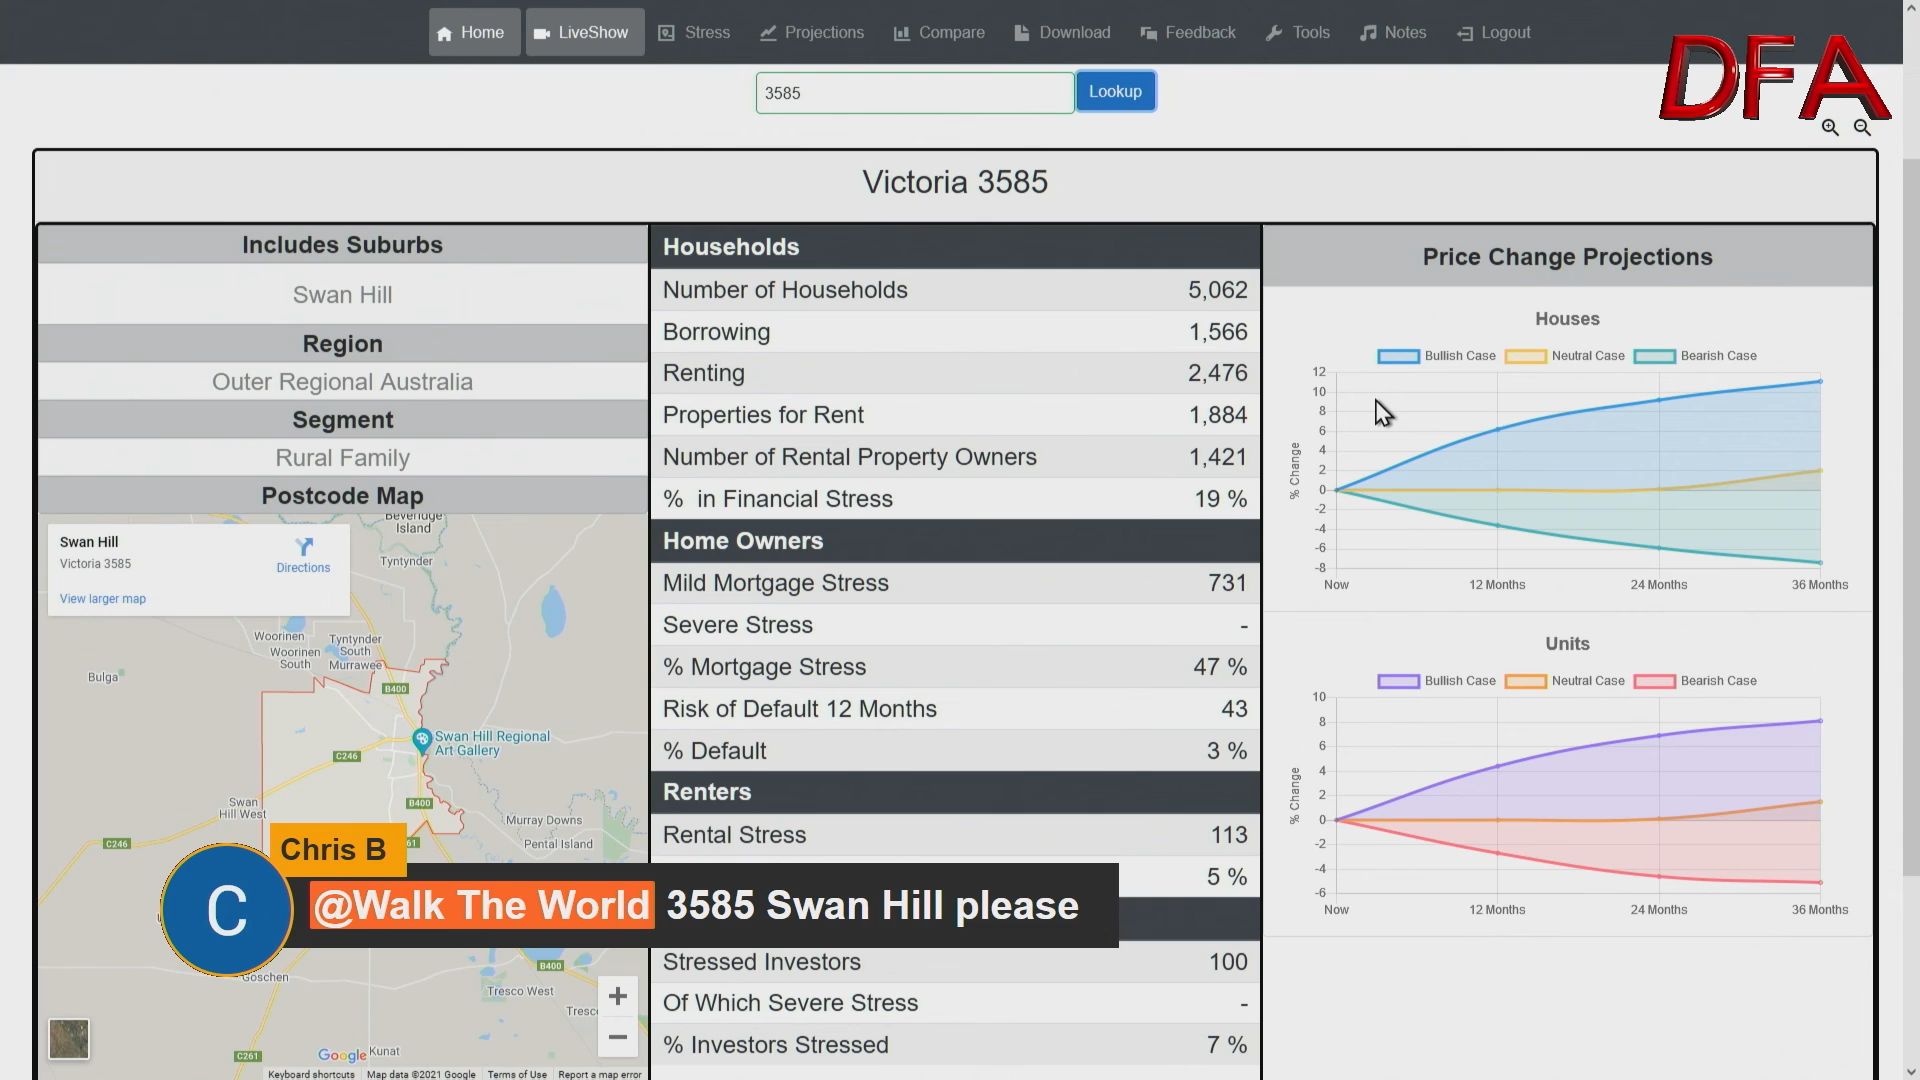 Home LiveShow Stress Projections Compare Download Feedback Tools Notes Logout
DFA
3585 Lookup
Victoria 3585
Includes Suburbs
Swan Hill
Region
Outer Regional Australia
Segment
Rural Family
Postcode Map
Swan Hill
Victoria 3585
Directions
View larger map
Beveridge
Island
Tyntynder
Woorinen
Tyntynder
South
Woorinen
South
Murrawee
Bulga
B400
Swan Hill Regional
Art Gallery
C246
B400
Swan
Hill West
C246
Murray Downs
Pental Island
61
Goschen
B400
Tresco West
Tresco
Kunat
C261
Google
Keyboard shortcuts Map data ©2021 Google Terms of Use Report a map error
Households
Number of Households 5,062
Borrowing 1,566
Renting 2,476
Properties for Rent 1,884
Number of Rental Property Owners 1,421
% in Financial Stress 19 %
Home Owners
Mild Mortgage Stress 731
Severe Stress -
% Mortgage Stress 47 %
Risk of Default 12 Months 43
% Default 3 %
Renters
Rental Stress 113
5 %
Stressed Investors 100
Of Which Severe Stress -
% Investors Stressed 7 %
Chris B
C
@Walk The World 3585 Swan Hill please
Price Change Projections
Houses
Bullish Case Neutral Case Bearish Case
% Change
12
10
8
6
4
2
0
-2
-4
-6
-8
Now 12 Months 24 Months 36 Months
Units
Bullish Case Neutral Case Bearish Case
% Change
10
8
6
4
2
0
-2
-4
-6
Now 12 Months 24 Months 36 Months